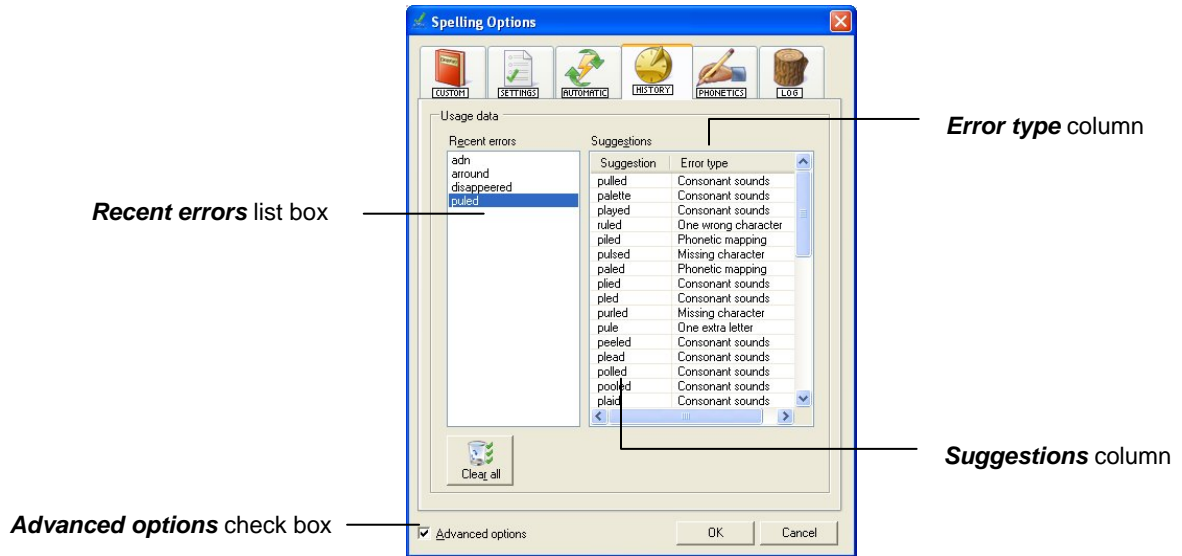 Spelling Options
CUSTOM SETTINGS AUTOMATIC HISTORY PHONETICS LOG
Usage data
Error type column
Recent errors Suggestions
adn
arround
disappeered
puled
Recent errors list box
Suggestion Error type
pulled Consonant sounds
palette Consonant sounds
played Consonant sounds
ruled One wrong character
piled Phonetic mapping
pulsed Missing character
paled Phonetic mapping
plied Consonant sounds
pled Consonant sounds
purled Missing character
pule One extra letter
peeled Consonant sounds
plead Consonant sounds
polled Consonant sounds
pooled Consonant sounds
plaid Consonant sounds
Clear all
Suggestions column
Advanced options check box
Advanced options OK Cancel